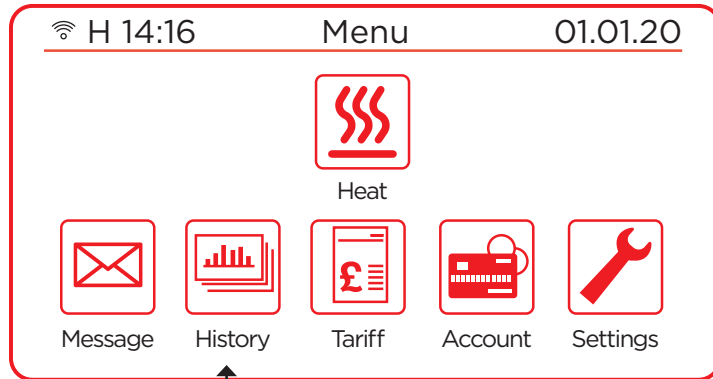 H 14:16 Menu 01.01.20
Heat
£
Message History Tariff Account Settings